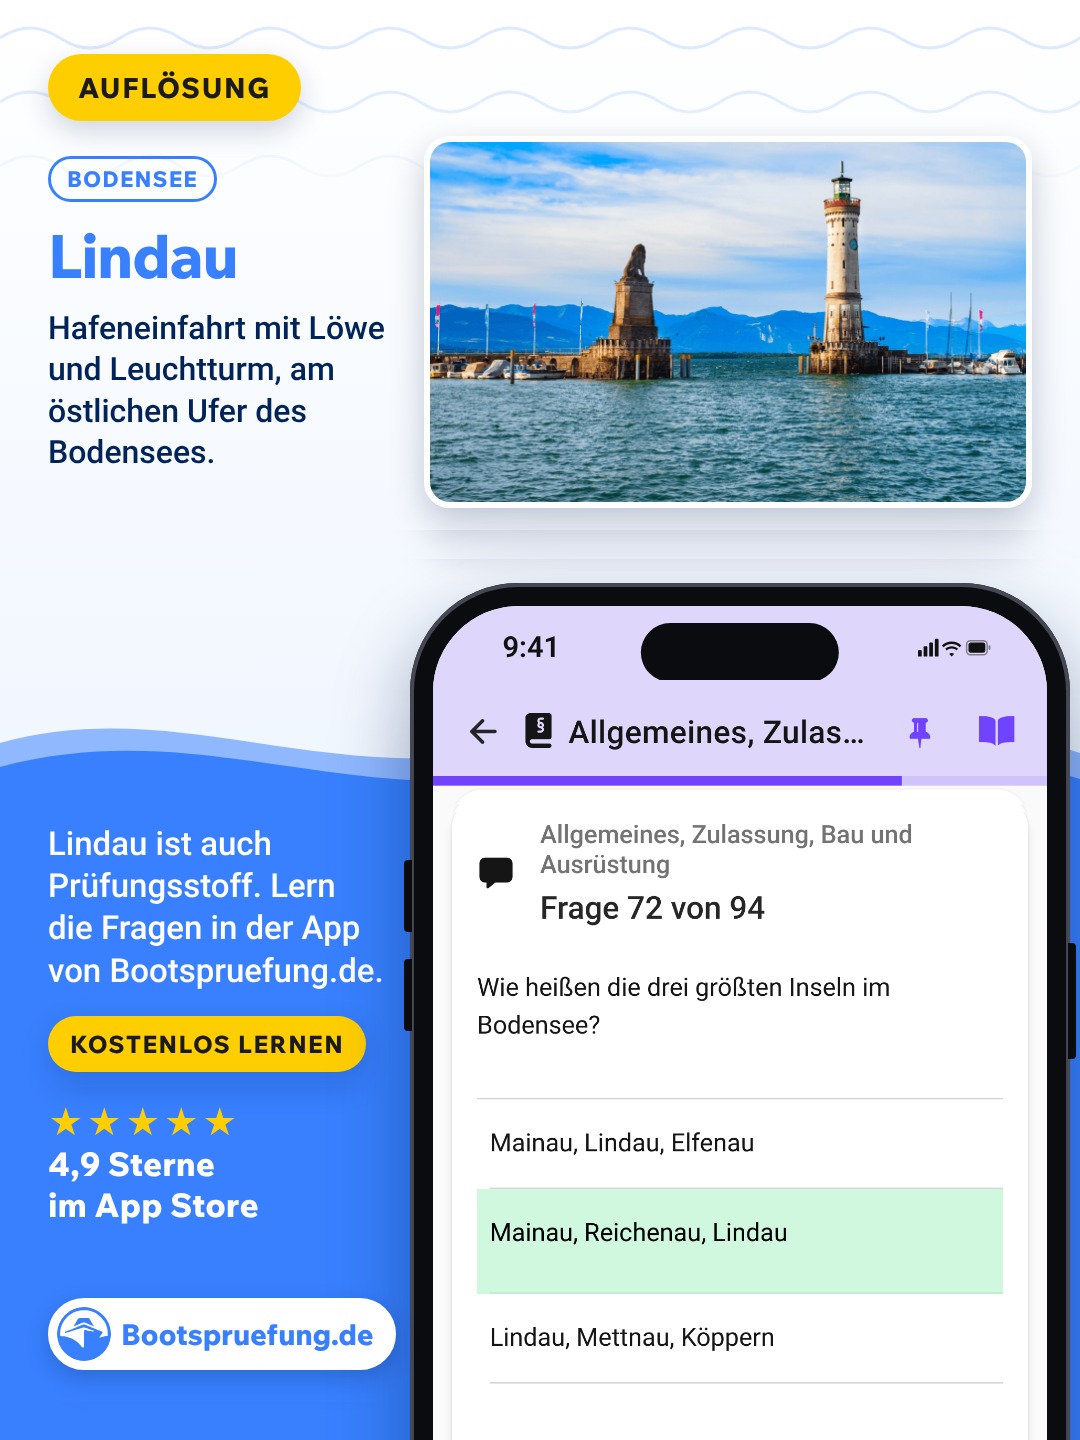 AUFLÖSUNG
BODENSEE
Lindau
Hafeneinfahrt mit Löwe
und Leuchtturm, am
östlichen Ufer des
Bodensees.
9:41
§
Allgemeines, Zulas...
Allgemeines, Zulassung, Bau und
Ausrüstung
Frage 72 von 94
Wie heißen die drei größten Inseln im
Bodensee?
Mainau, Lindau, Elfenau
Mainau, Reichenau, Lindau
Lindau, Mettnau, Köppern
Lindau ist auch
Prüfungsstoff. Lern
die Fragen in der App
von Bootspruefung.de.
KOSTENLOS LERNEN
★★★★★
4,9 Sterne
im App Store
Bootspruefung.de